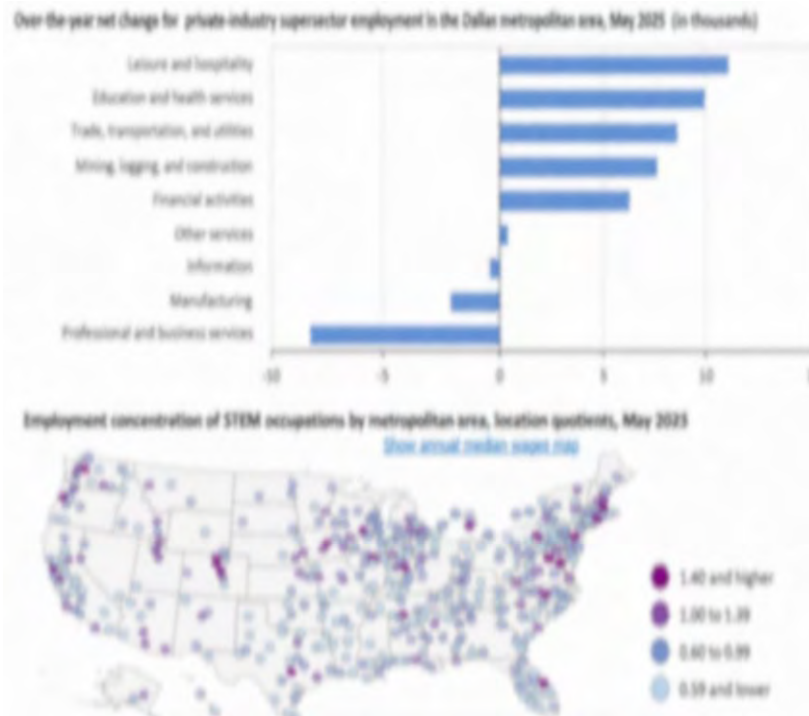 Over-the-year net change for private-industry supersector employment in the Dallas metropolitan area, May 2025 (in thousands)
Leisure and hospitality
Education and health services
Trade, transportation, and utilities
Mining, logging, and construction
Financial activities
Other services
Information
Manufacturing
Professional and business services
-10 -5 0 5 10
Employment concentration of STEM occupations by metropolitan area, location quotients, May 2023
Show annual median wages map
1.40 and higher
1.00 to 1.39
0.60 to 0.99
0.59 and lower